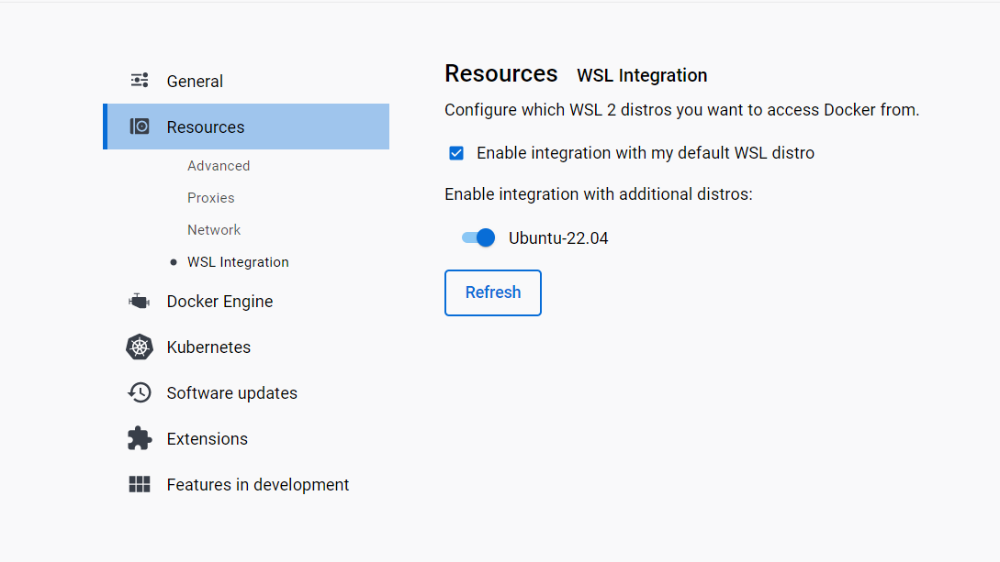 General
Resources
Advanced
Proxies
Network
WSL Integration
Docker Engine
Kubernetes
Software updates
Extensions
Features in development
Resources WSL Integration
Configure which WSL 2 distros you want to access Docker from.
Enable integration with my default WSL distro
Enable integration with additional distros:
Ubuntu-22.04
Refresh